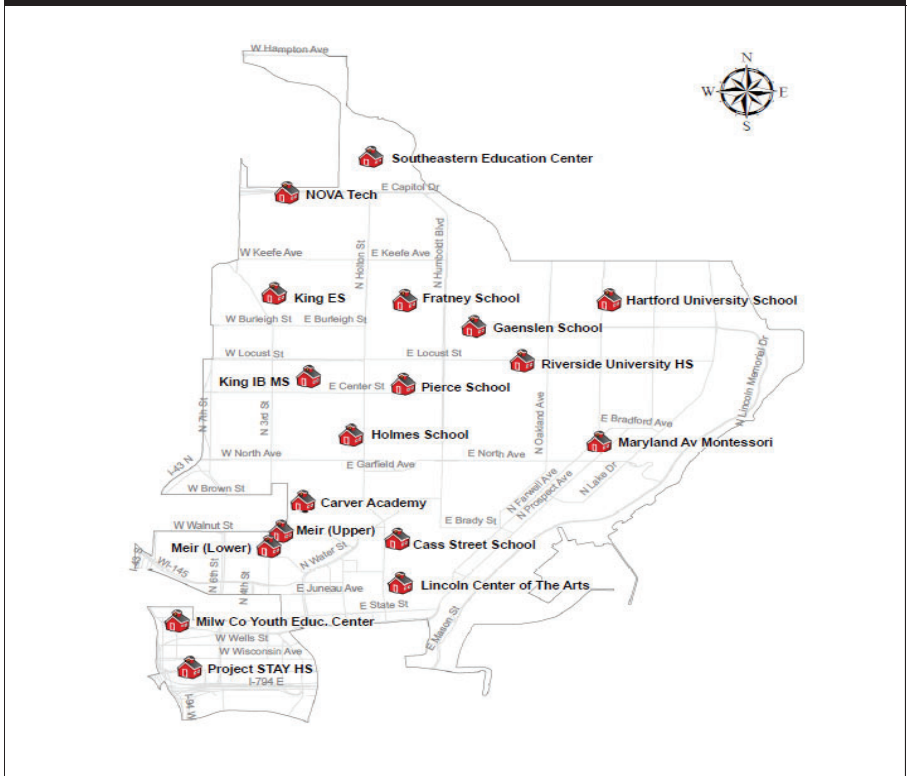 W Hampton Ave
N
W E
S
Southeastern Education Center
E Capitol Dr
NOVA Tech
N Humboldt Blvd
N Holton St
W Keefe Ave
E Keefe Ave
King ES
Fratney School
Hartford University School
W Burleigh St
E Burleigh St
Gaenslen School
W Locust St
E Locust St
Riverside University HS
N Lincoln Memorial Dr
King IB MS
E Center St
Pierce School
N 7th St
N 3rd St
N Oakland Ave
E Bradford Ave
Holmes School
Maryland Av Montessori
W North Ave
E North Ave
I-43 N
E Garfield Ave
N Farwell Ave
N Prospect Ave
N Lake Dr
W Brown St
Carver Academy
E Brady St
W Walnut St
Meir (Upper)
Meir (Lower)
N Water St
Cass Street School
I-43 S
WI-145
N 6th St
N 4th St
E Juneau Ave
Lincoln Center of The Arts
E State St
E Mason St
Milw Co Youth Educ. Center
W Wells St
W Wisconsin Ave
Project STAY HS
I-794 E
I-94 W